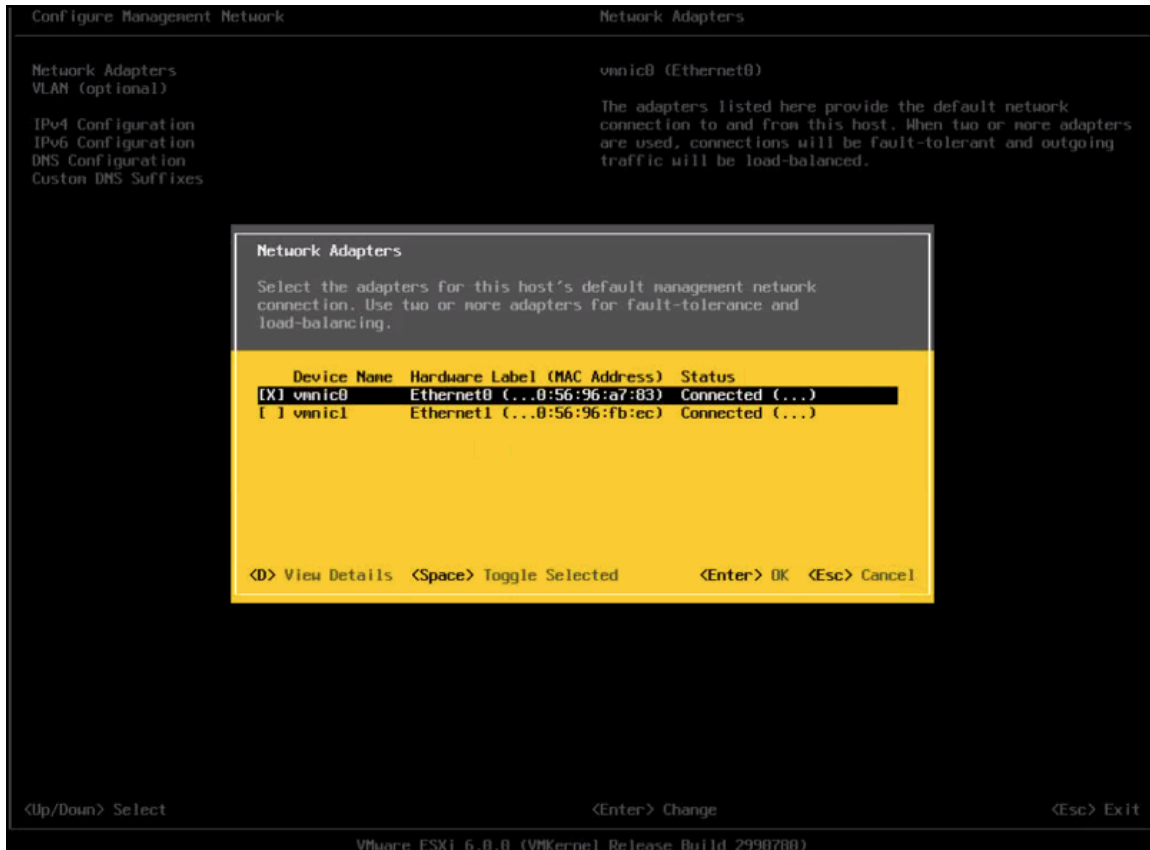 Configure Management Network
Network Adapters
Network Adapters
VLAN (optional)
IPv4 Configuration
IPv6 Configuration
DNS Configuration
Custom DNS Suffixes
vmnic0 (Ethernet0)
The adapters listed here provide the default network
connection to and from this host. When two or more adapters
are used, connections will be fault-tolerant and outgoing
traffic will be load-balanced.
Network Adapters
Select the adapters for this host's default management network
connection. Use two or more adapters for fault-tolerance and
load-balancing.
Device Name Hardware Label (MAC Address) Status
[X] vmnic0 Ethernet0 (...0:56:96:a7:83) Connected (...)
[ ] vmnic1 Ethernet1 (...0:56:96:fb:ec) Connected (...)
<D> View Details <Space> Toggle Selected <Enter> OK <Esc> Cancel
<Up/Down> Select <Enter> Change <Esc> Exit
VMware ESXi 6.0.0 (VMKernel Release Build 2990780)